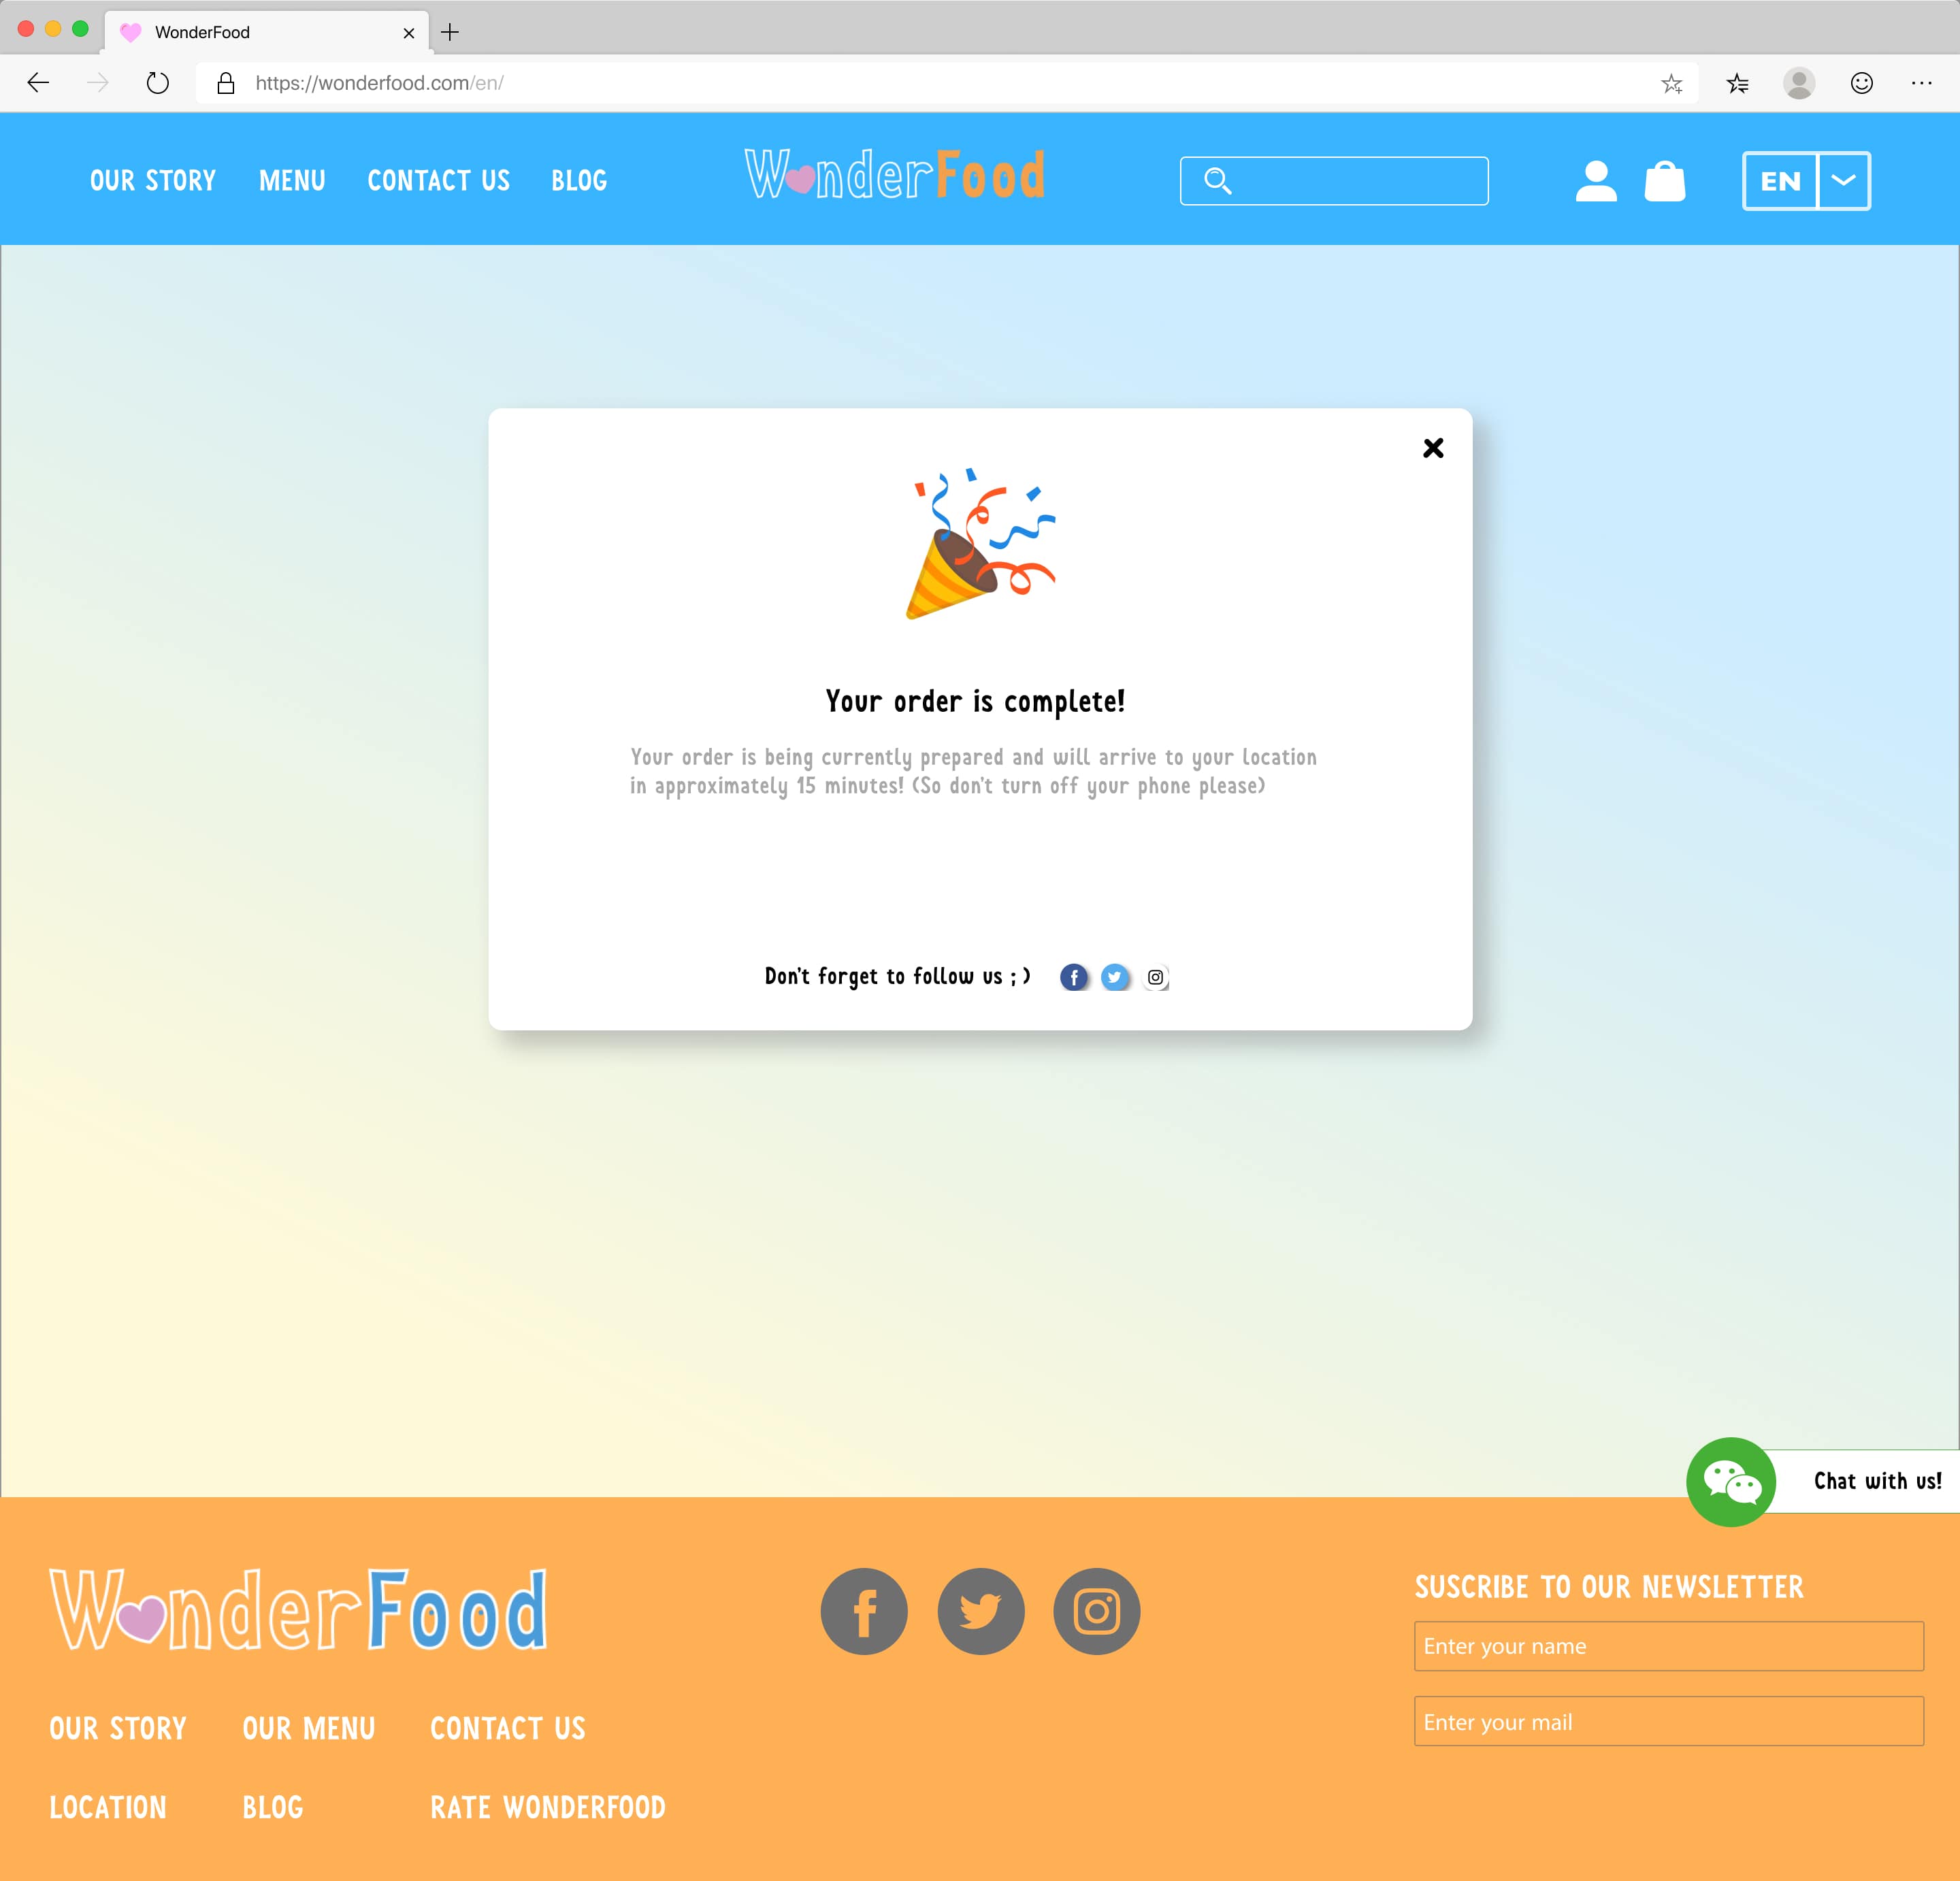 WonderFood
https://wonderfood.com/en/
OUR STORY MENU CONTACT US BLOG
WonderFood
EN
Your order is complete!
Your order is being currently prepared and will arrive to your location
in approximately 15 minutes! (So don't turn off your phone please)
Don't forget to follow us ; )
Chat with us!
WonderFood
OUR STORY OUR MENU CONTACT US
LOCATION BLOG RATE WONDERFOOD
SUSCRIBE TO OUR NEWSLETTER
Enter your name
Enter your mail